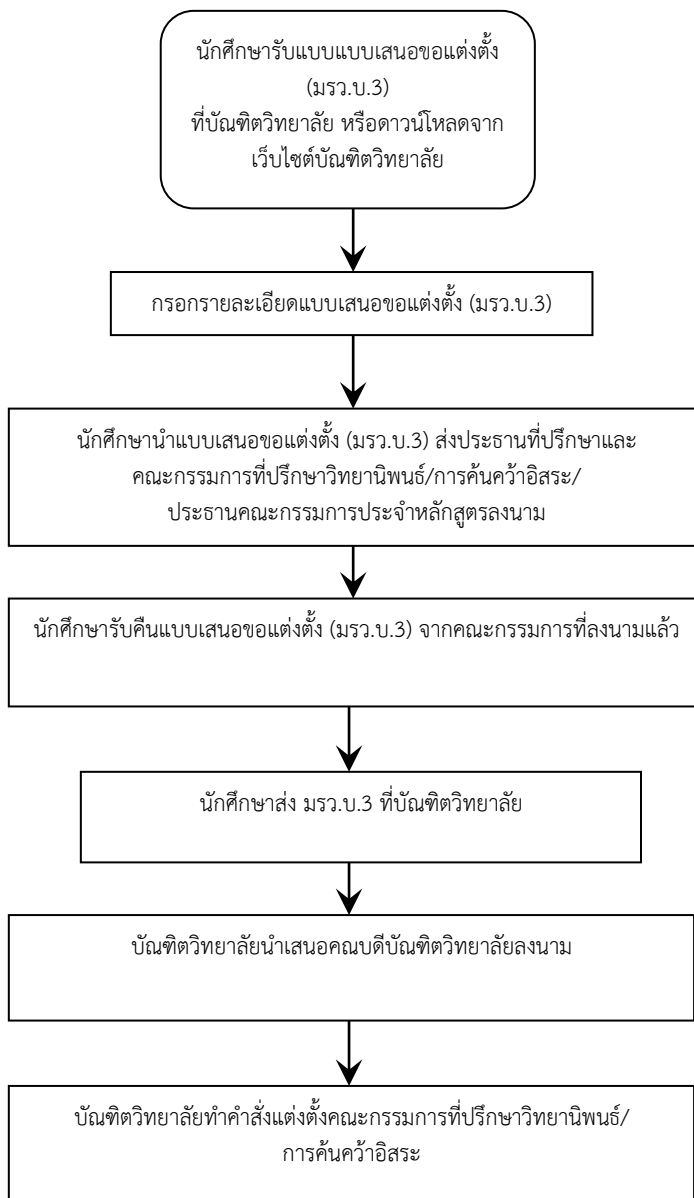 นักศึกษารับแบบแบบเสนอขอแต่งตั้ง
(มรว.บ.3)
ที่บัณฑิตวิทยาลัย หรือดาวน์โหลดจาก
เว็บไซต์บัณฑิตวิทยาลัย
กรอกรายละเอียดแบบเสนอขอแต่งตั้ง (มรว.บ.3)
นักศึกษานำแบบเสนอขอแต่งตั้ง (มรว.บ.3) ส่งประธานที่ปรึกษาและ
คณะกรรมการที่ปรึกษาวิทยานิพนธ์/การค้นคว้าอิสระ/
ประธานคณะกรรมการประจำหลักสูตรลงนาม
นักศึกษารับคืนแบบเสนอขอแต่งตั้ง (มรว.บ.3) จากคณะกรรมการที่ลงนามแล้ว
นักศึกษาส่ง มรว.บ.3 ที่บัณฑิตวิทยาลัย
บัณฑิตวิทยาลัยนำเสนอคณบดีบัณฑิตวิทยาลัยลงนาม
บัณฑิตวิทยาลัยทำคำสั่งแต่งตั้งคณะกรรมการที่ปรึกษาวิทยานิพนธ์/
การค้นคว้าอิสระ